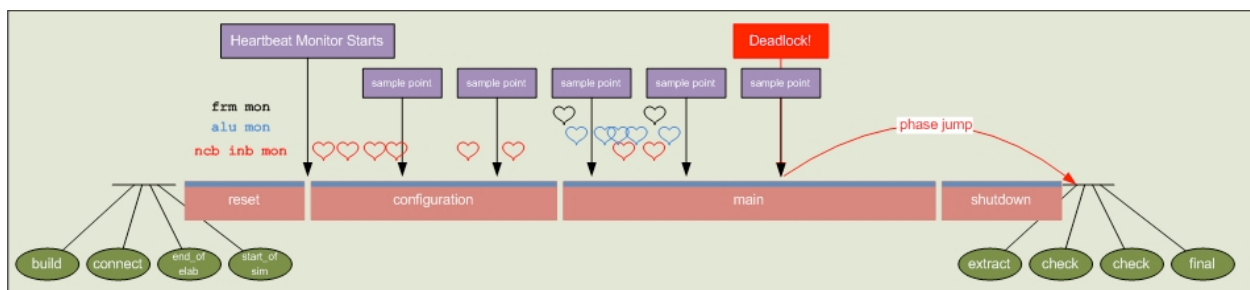 Heartbeat Monitor Starts
Deadlock!
sample point
sample point
sample point
sample point
sample point
frm mon
alu mon
ncb inb mon
phase jump
reset
configuration
main
shutdown
build
connect
end_of
elab
start_of
sim
extract
check
check
final